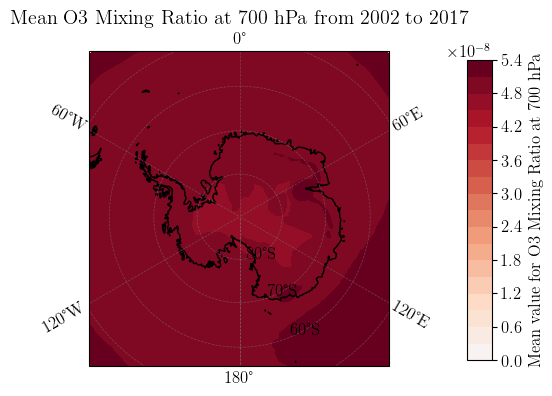 Mean O3 Mixing Ratio at 700 hPa from 2002 to 2017
0°
×10⁻⁸
60°W
60°E
5.4
4.8
4.2
3.6
3.0
2.4
1.8
1.2
0.6
0.0
Mean value for O3 Mixing Ratio at 700 hPa
80°S
70°S
60°S
120°W
120°E
180°